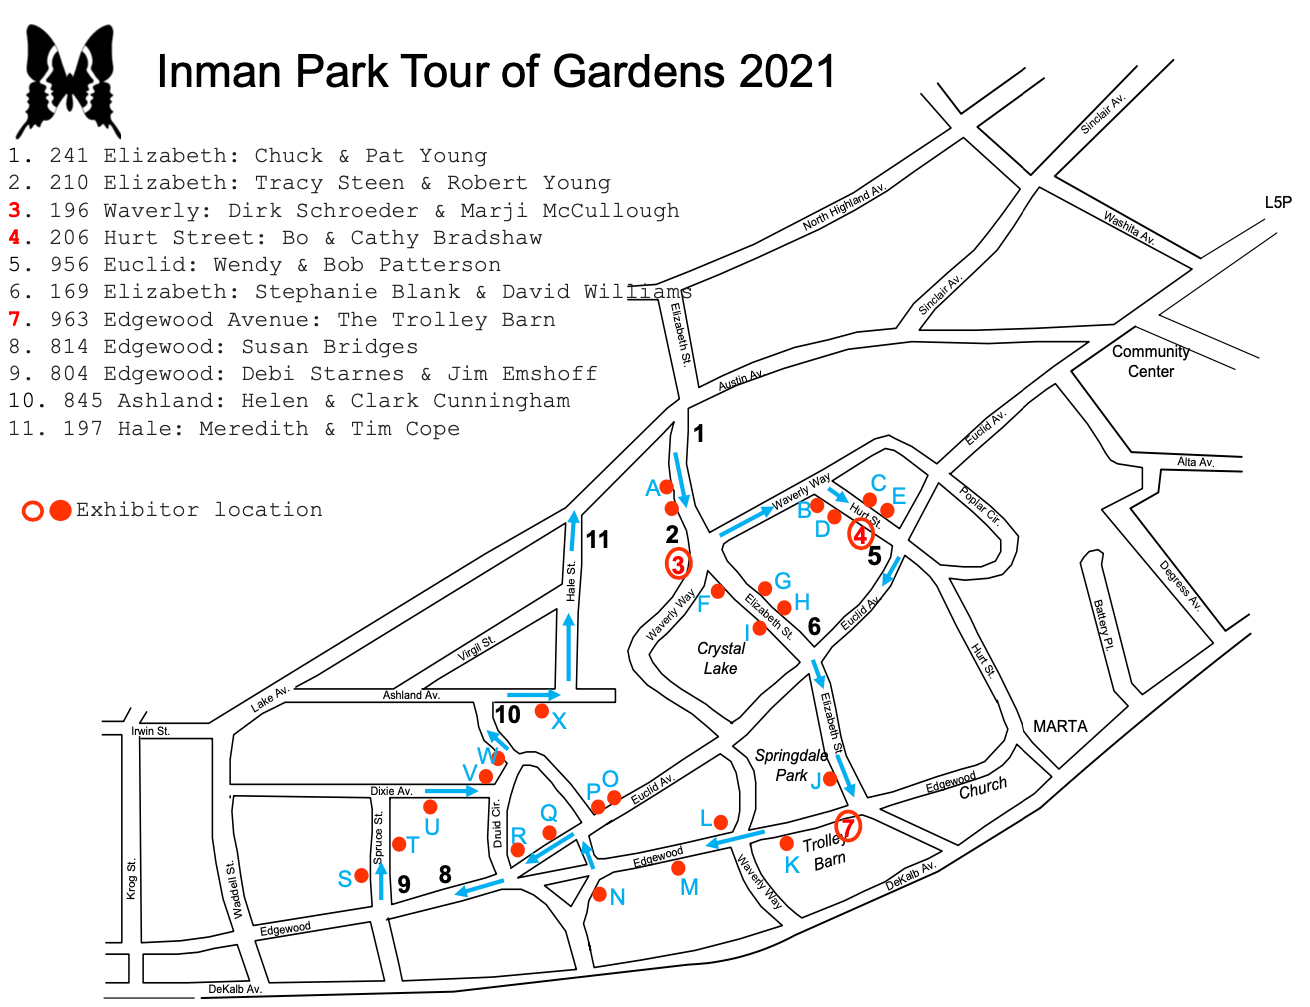 Inman Park Tour of Gardens 2021
1. 241 Elizabeth: Chuck & Pat Young
2. 210 Elizabeth: Tracy Steen & Robert Young
3. 196 Waverly: Dirk Schroeder & Marji McCullough
4. 206 Hurt Street: Bo & Cathy Bradshaw
5. 956 Euclid: Wendy & Bob Patterson
6. 169 Elizabeth: Stephanie Blank & David Williams
7. 963 Edgewood Avenue: The Trolley Barn
8. 814 Edgewood: Susan Bridges
9. 804 Edgewood: Debi Starnes & Jim Emshoff
10. 845 Ashland: Helen & Clark Cunningham
11. 197 Hale: Meredith & Tim Cope
Exhibitor location
Sinclair Av.
North Highland Av.
Washita Av.
L5P
Sinclair Av.
Elizabeth St.
Community
Center
Austin Av.
Euclid Av.
1
Alta Av.
A
Waverly Way
C
E
B
D
Hurt St.
Poplar Cir.
2
4
5
3
11
Hale St.
Degress Av.
G
H
F
I
Elizabeth St.
6
Euclid Av.
Waverly Way
Battery Pl.
Virgil St.
Crystal
Lake
Hurt St.
Lake Av.
Ashland Av.
10
X
Elizabeth St.
MARTA
Irwin St.
W
V
Springdale
Park
J
Edgewood
Church
Dixie Av.
Euclid Av.
P
O
U
Druid Cir.
Q
R
L
7
Trolley
Barn
K
Spruce St.
T
S
8
9
Edgewood
M
N
Waverly Way
DeKalb Av.
Krog St.
Waddell St.
Edgewood
DeKalb Av.